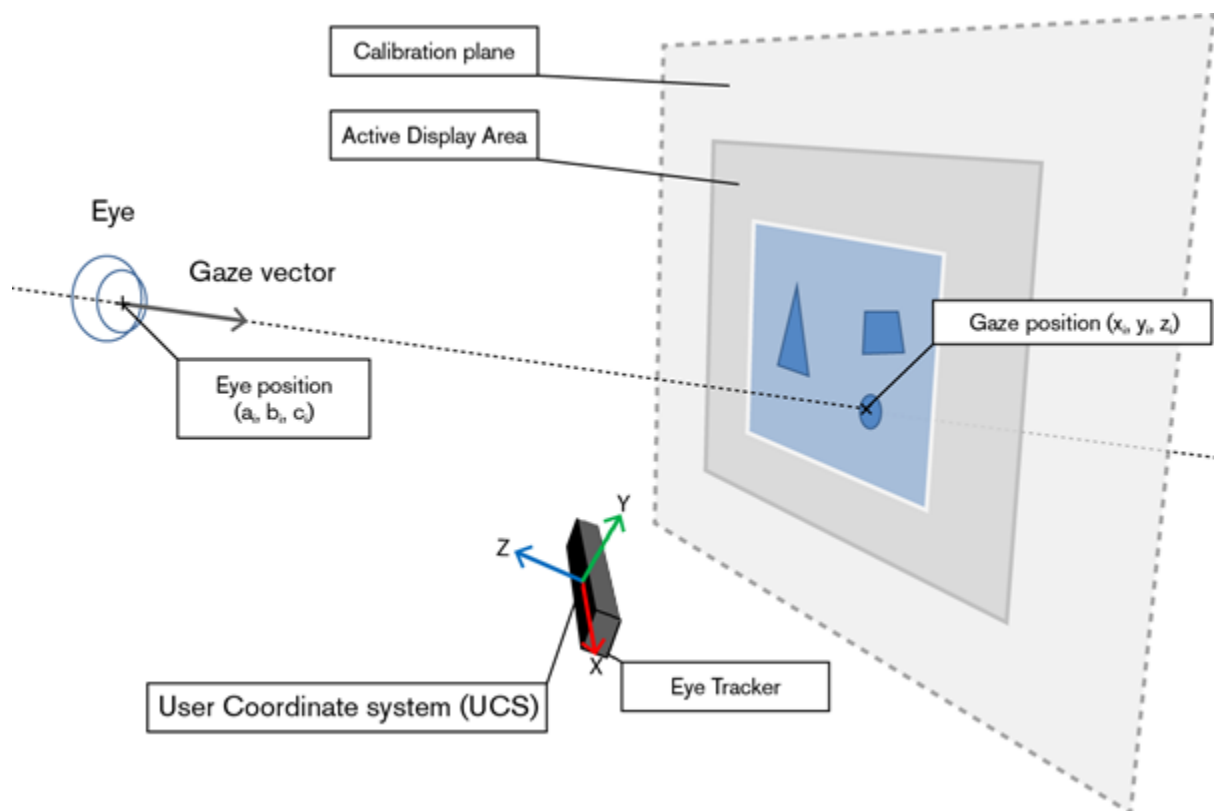 Calibration plane
Active Display Area
Eye
Gaze vector
Gaze position (xᵢ, yᵢ, zᵢ)
Eye position
(aᵢ, bᵢ, cᵢ)
Y
Z
X
Eye Tracker
User Coordinate system (UCS)